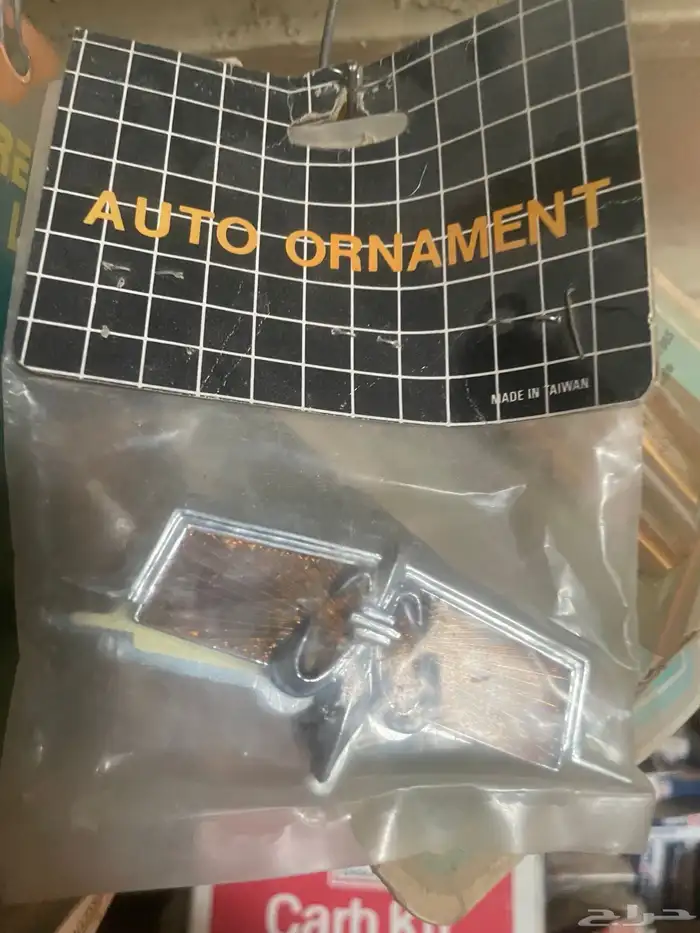 AUTO ORNAMENT
MADE IN TAIWAN
Carb Kit
حراج